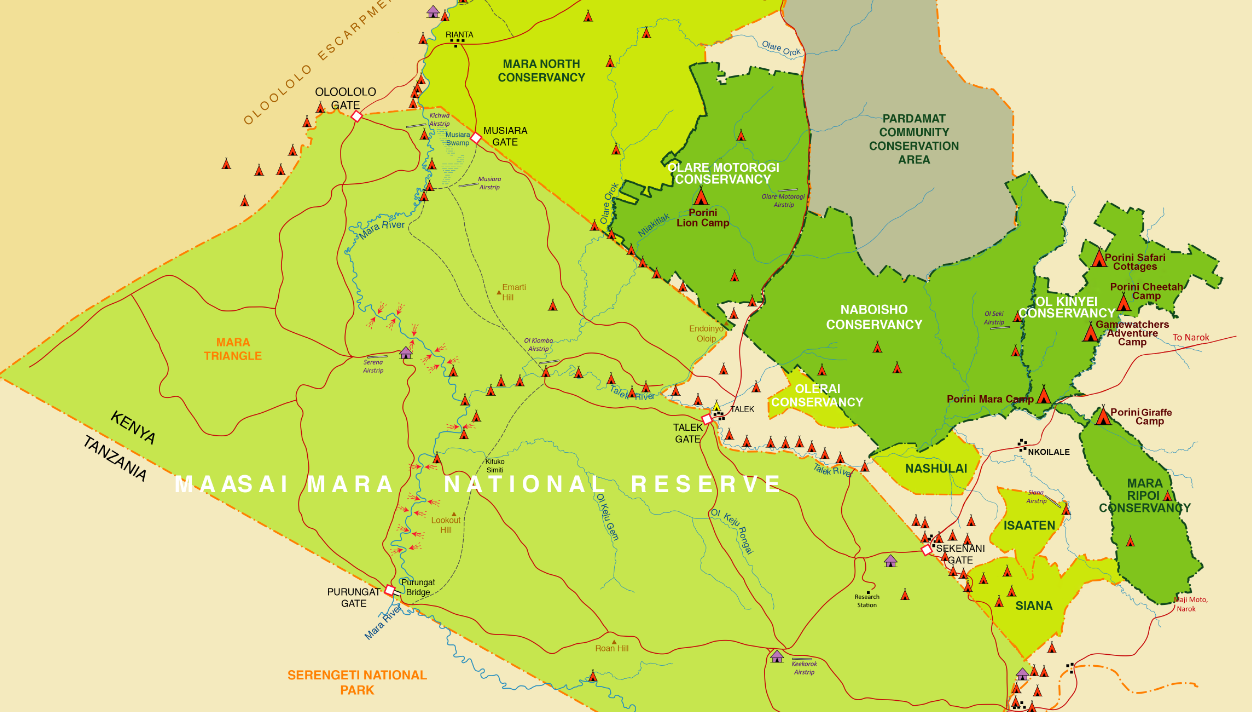 OLOOLOLO ESCARPME
RIANTA
MARA NORTH
CONSERVANCY
Olare Orok
OLOOLOLO
GATE
Kichwa
Airstrip
Musiara
Swamp
MUSIARA
GATE
PARDAMAT
COMMUNITY
CONSERVATION
AREA
OLARE MOTOROGI
CONSERVANCY
Musiara
Airstrip
Olare Orok
Olare Motorogi
Airstrip
Porini
Lion Camp
Ntiakitiak
Mara River
Porini Safari
Cottages
Emarti
Hill
Porini Cheetah
Camp
OL KINYEI
CONSERVANCY
NABOISHO
CONSERVANCY
Ol Seki
Airstrip
Gamewatchers
Adventure
Camp
To Narok
Endoinyo
Ololp
MARA
TRIANGLE
Ol Kiombo
Airstrip
Serena
Airstrip
OLERAI
CONSERVANCY
Talek River
Porini Mara Camp
TALEK
Porini Giraffe
Camp
KENYA
TANZANIA
TALEK
GATE
NKOILALE
Kituko
Simiti
Talek River
NASHULAI
MAASAI MARA NATIONAL RESERVE
MARA
RIPOI
CONSERVANCY
Siana
Airstrip
Ol Keju Gem
Ol Keju Rongai
Lookout
Hill
ISAATEN
SEKENANI
GATE
Purungat
Bridge
PURUNGAT
GATE
Research
Station
SIANA
Naji Moto,
Narok
Mara River
Roan Hill
Keekorok
Airstrip
SERENGETI NATIONAL
PARK